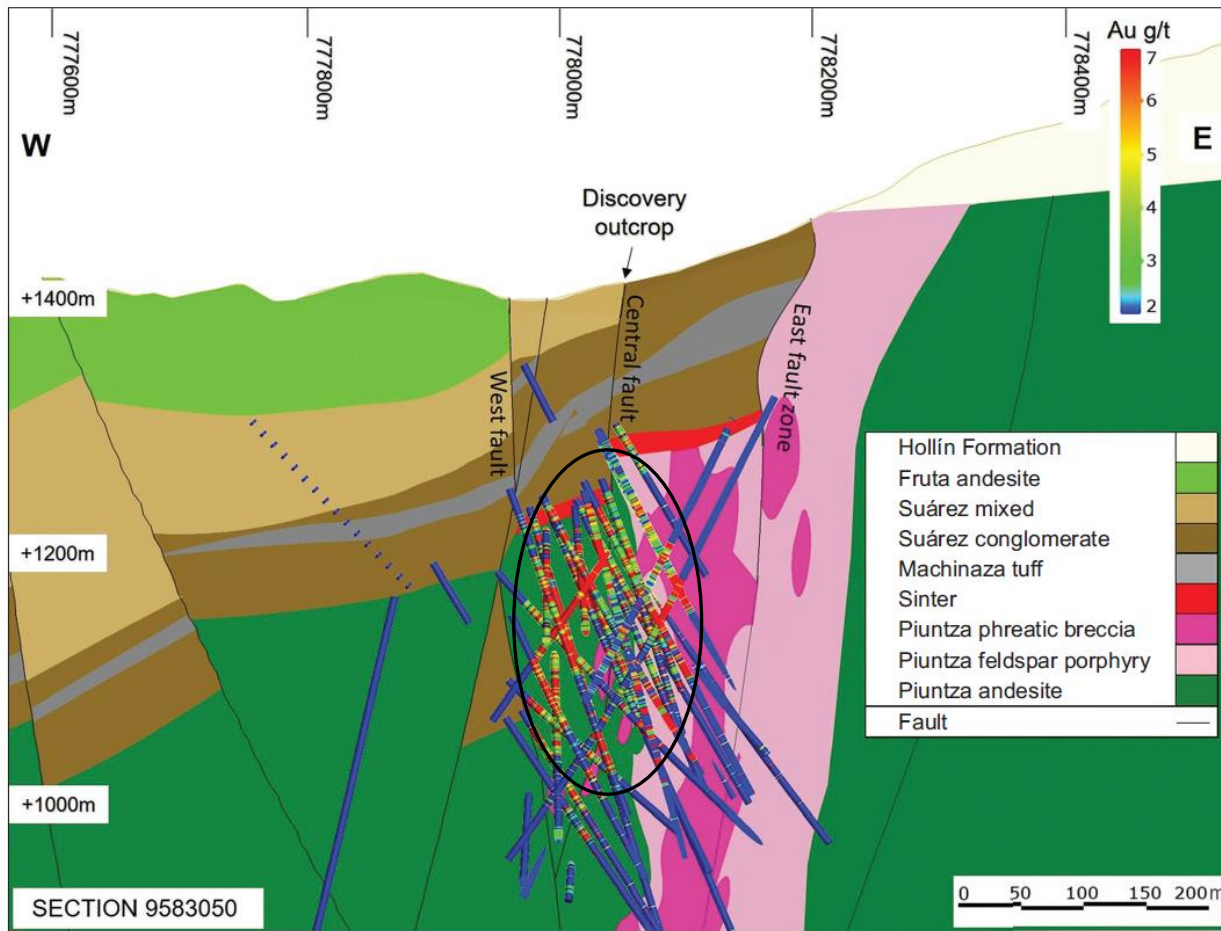 777600m
777800m
778000m
778200m
778400m
Au g/t
7
6
5
4
3
2
W
E
Discovery
outcrop
+1400m
+1200m
+1000m
West fault
Central fault
East fault zone
Hollín Formation
Fruta andesite
Suárez mixed
Suárez conglomerate
Machinaza tuff
Sinter
Piuntza phreatic breccia
Piuntza feldspar porphyry
Piuntza andesite
Fault
SECTION 9583050
0 50 100 150 200m